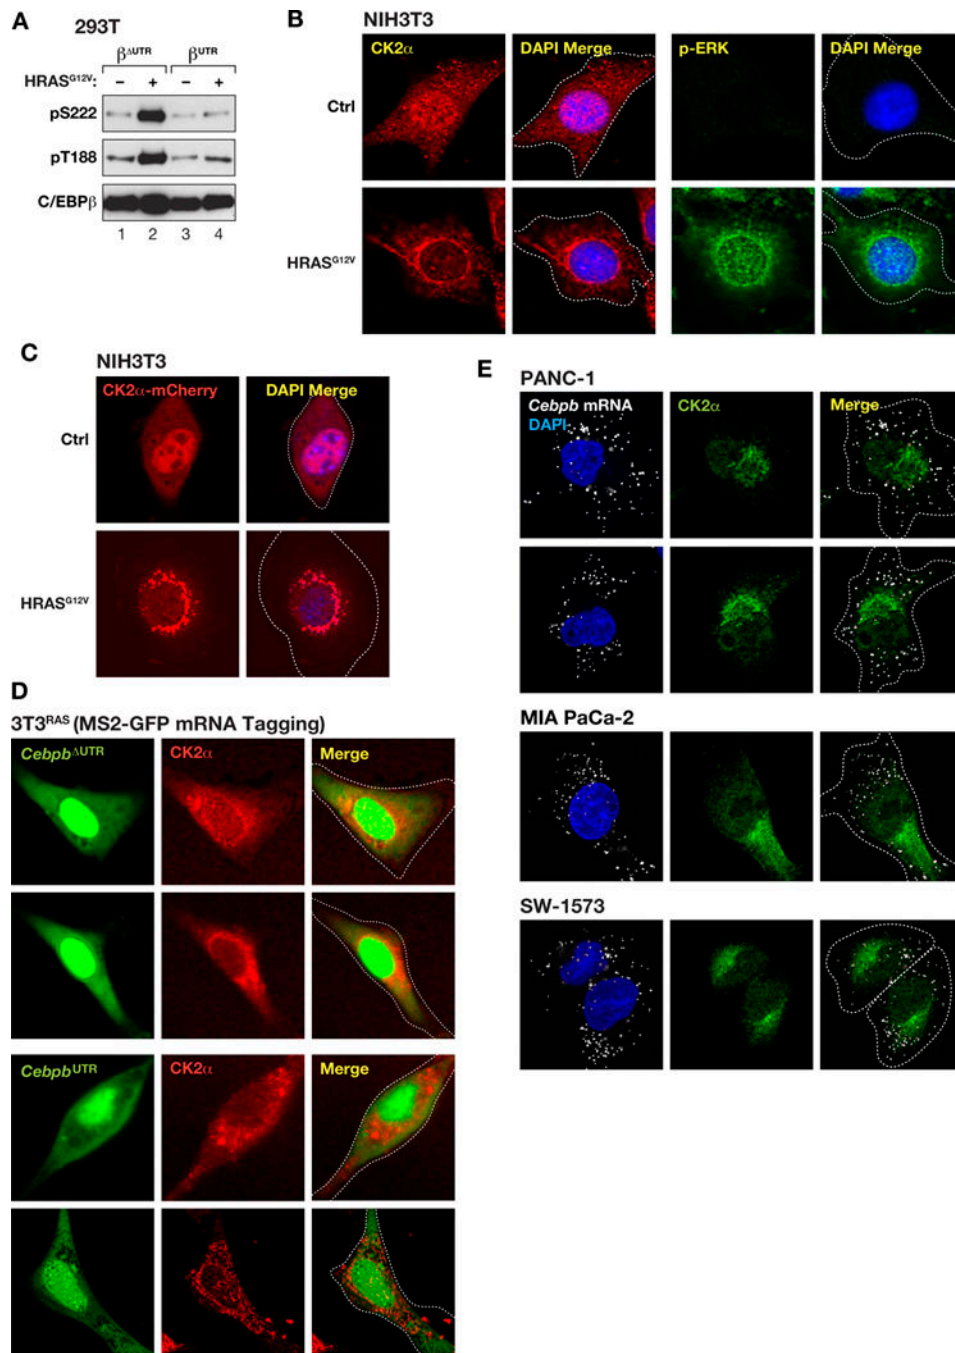 A
293T
β^ΔUTR β^UTR
HRAS^G12V: – + – +
pS222
pT188
C/EBPβ
1 2 3 4
B
NIH3T3
CK2α DAPI Merge p-ERK DAPI Merge
Ctrl
HRAS^G12V
C
NIH3T3
CK2α-mCherry DAPI Merge
Ctrl
HRAS^G12V
D
3T3^RAS (MS2-GFP mRNA Tagging)
Cebpb^ΔUTR CK2α Merge
Cebpb^UTR CK2α Merge
E
PANC-1
Cebpb mRNA CK2α Merge
DAPI
MIA PaCa-2
SW-1573